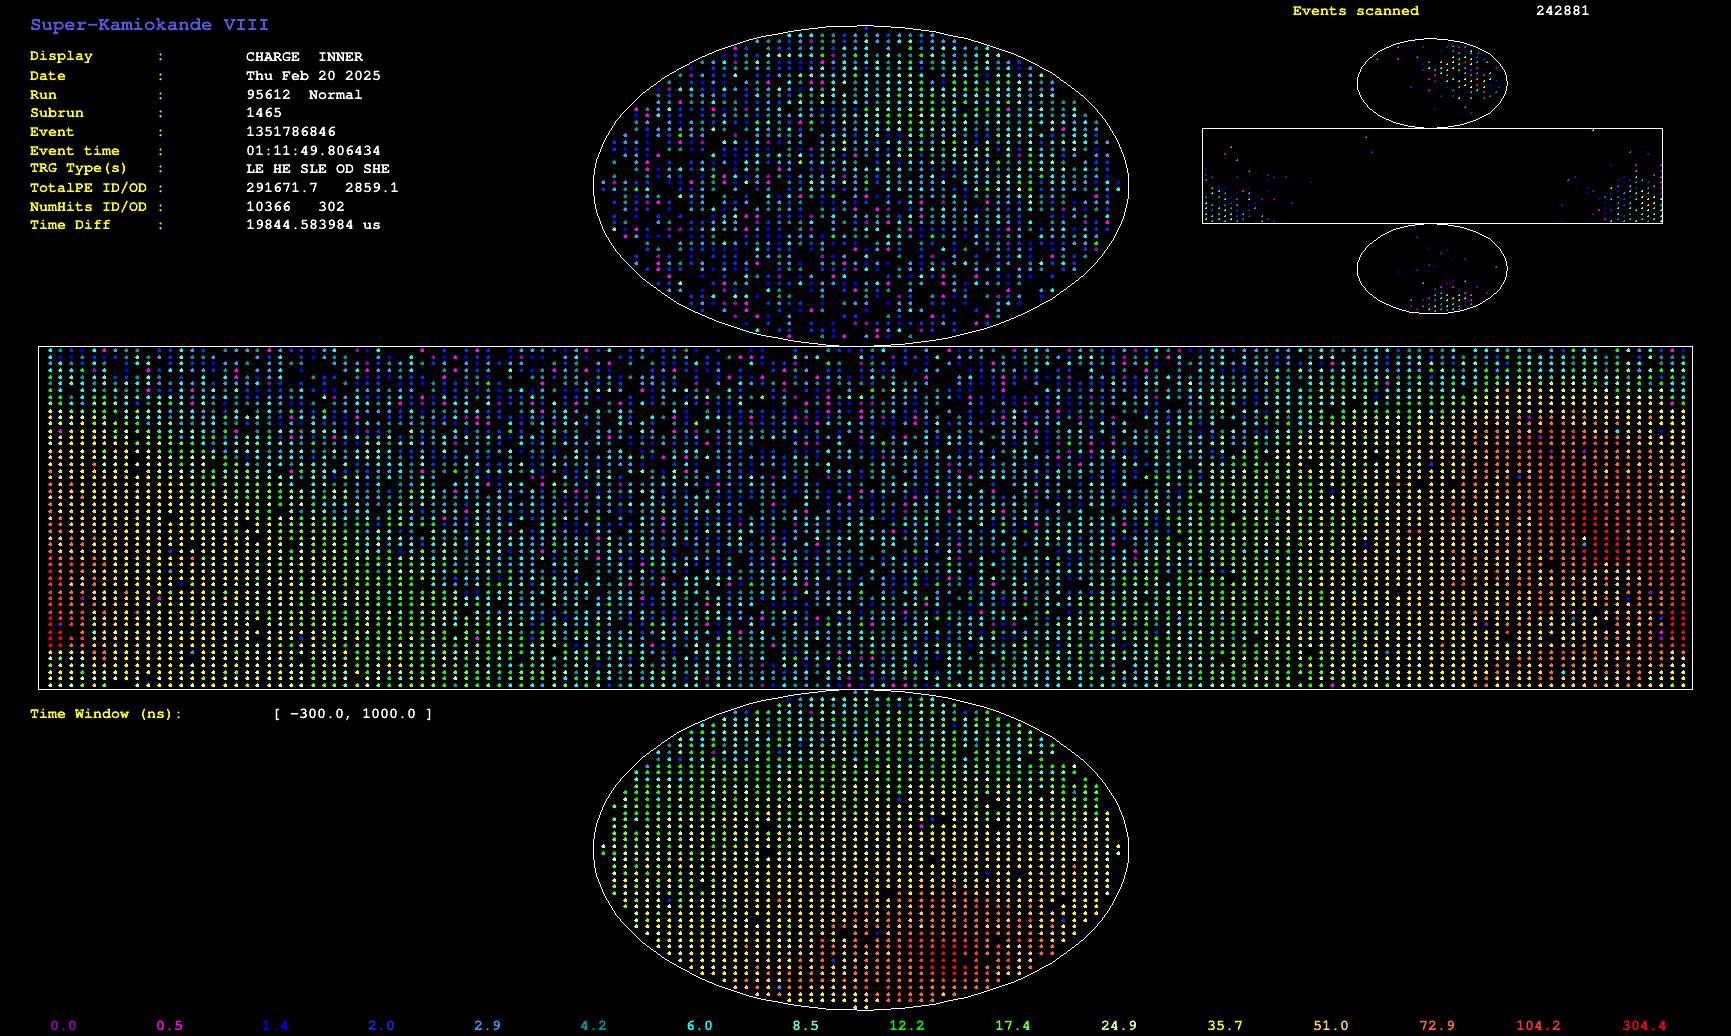 Super-Kamiokande VIII
Events scanned 242881
Display : CHARGE INNER
Date : Thu Feb 20 2025
Run : 95612 Normal
Subrun : 1465
Event : 1351786846
Event time : 01:11:49.806434
TRG Type(s) : LE HE SLE OD SHE
TotalPE ID/OD : 291671.7 2859.1
NumHits ID/OD : 10366 302
Time Diff : 19844.583984 us
Time Window (ns): [ -300.0, 1000.0 ]
0.0 0.5 1.4 2.0 2.9 4.2 6.0 8.5 12.2 17.4 24.9 35.7 51.0 72.9 104.2 304.4